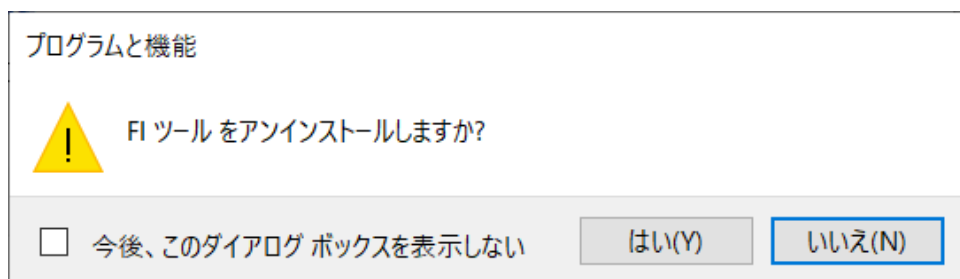 プログラムと機能
FI ツール をアンインストールしますか?
今後、このダイアログ ボックスを表示しない
はい(Y)
いいえ(N)